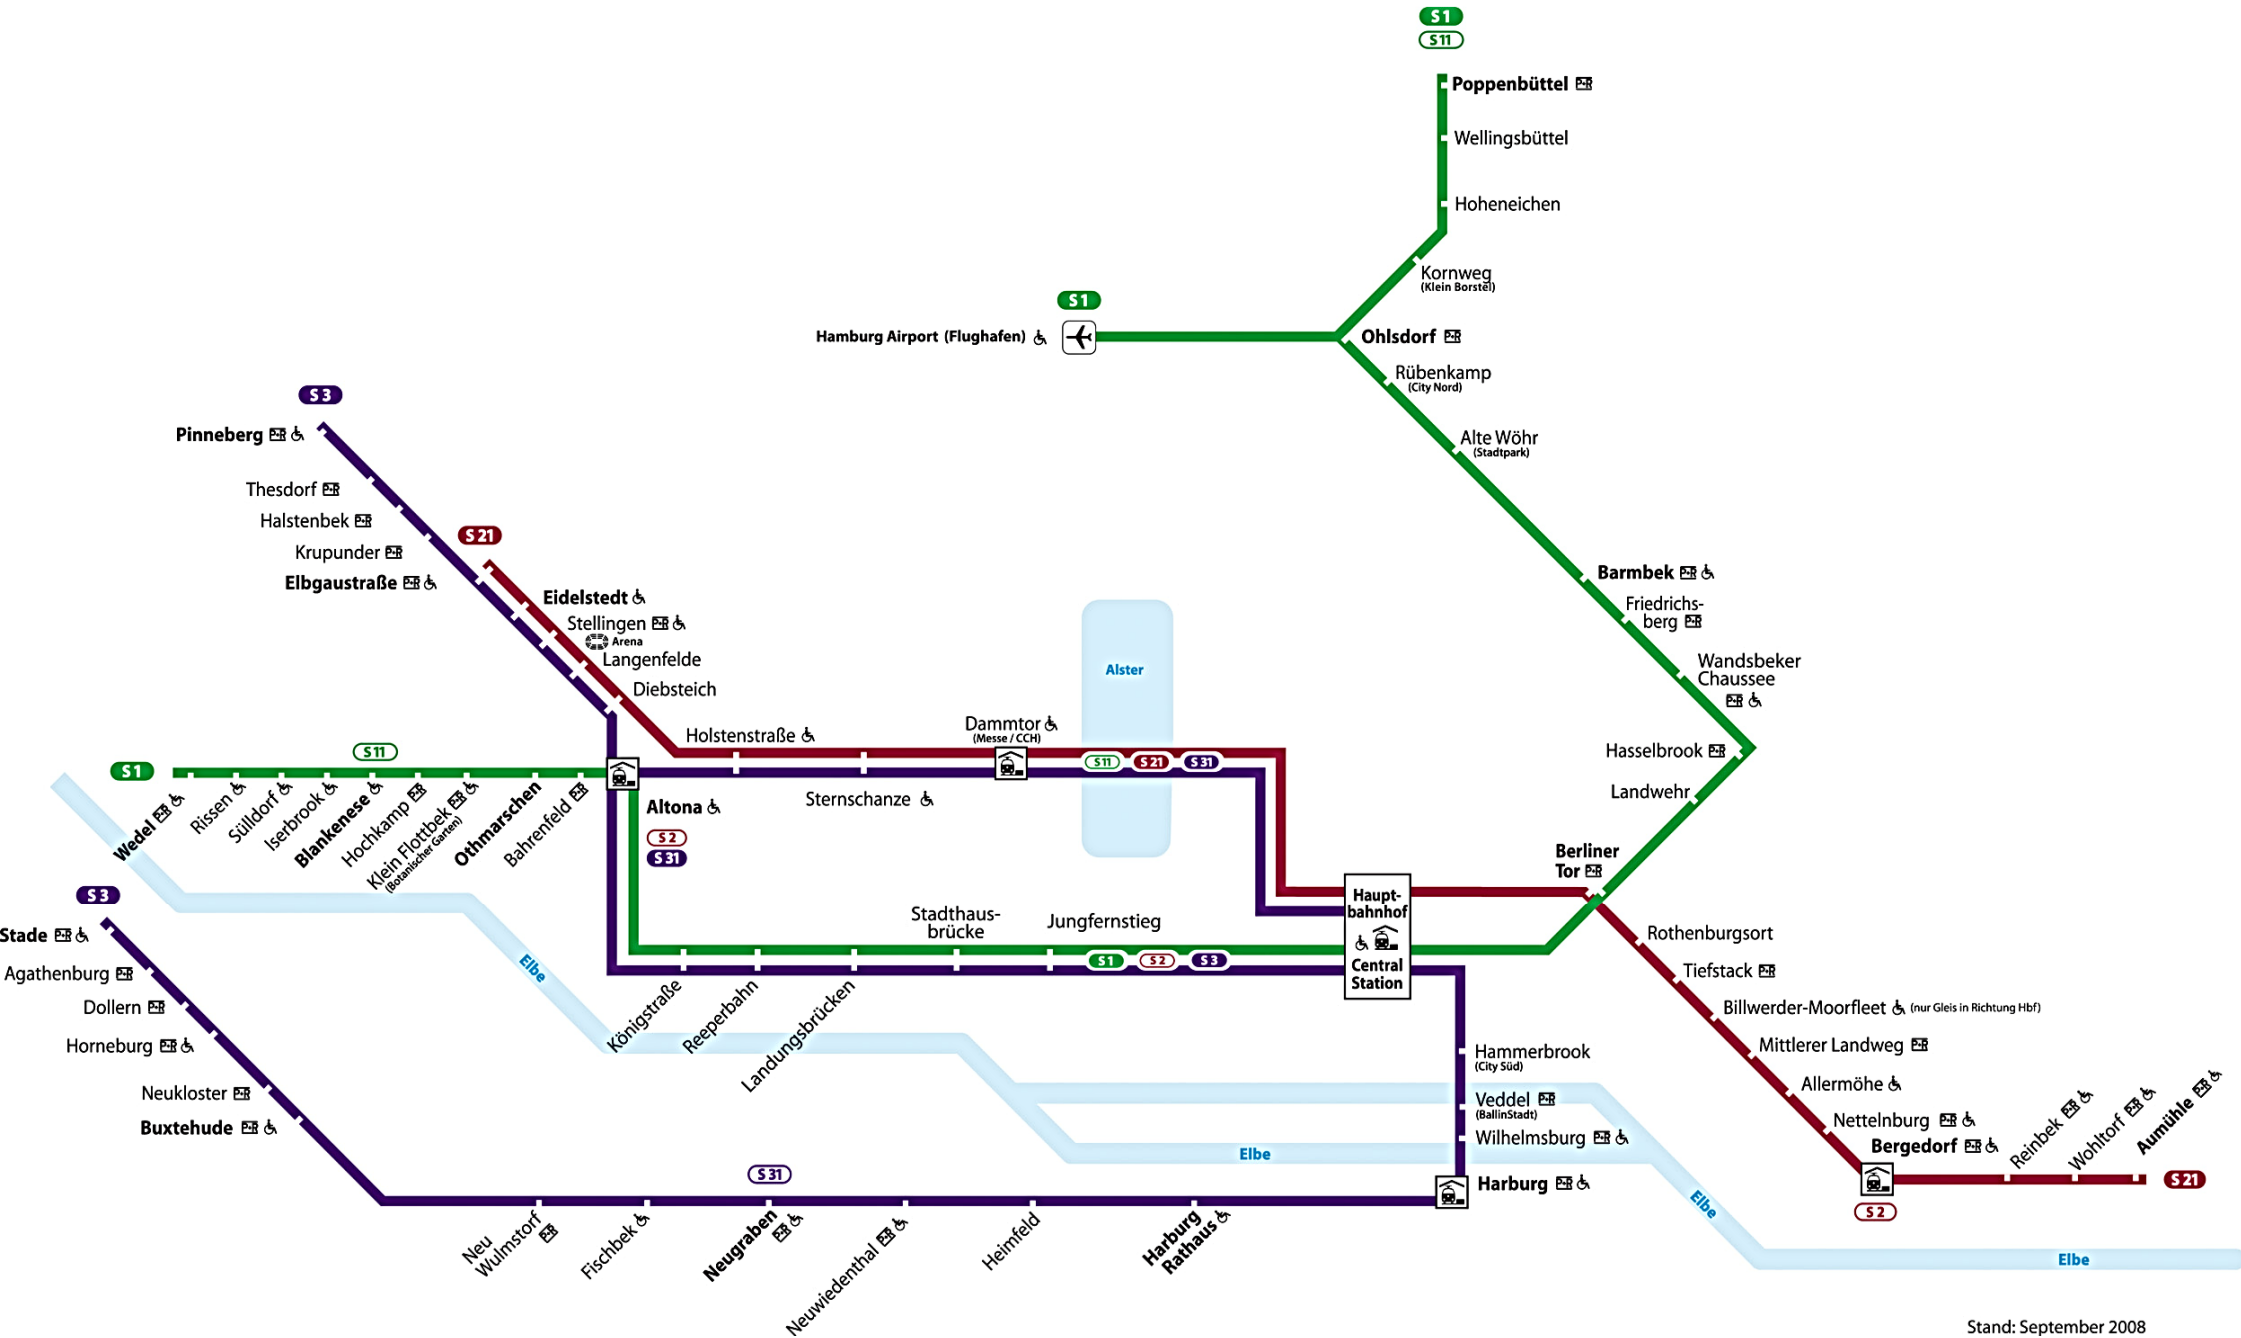 S1
S11
Poppenbüttel P+R
Wellingsbüttel
Hoheneichen
Kornweg
(Klein Borstel)
S1
Hamburg Airport (Flughafen)
Ohlsdorf P+R
Rübenkamp
(City Nord)
Alte Wöhr
(Stadtpark)
S3
Pinneberg P+R
Thesdorf P+R
Halstenbek P+R
Krupunder P+R
Elbgaustraße P+R
S21
Eidelstedt
Stellingen P+R
Arena
Langenfelde
Diebsteich
Barmbek P+R
Friedrichs-
berg P+R
Wandsbeker
Chaussee
P+R
Hasselbrook P+R
Landwehr
Berliner
Tor P+R
Alster
Holstenstraße
Dammtor
(Messe / CCH)
S11 S21 S31
Sternschanze
S1
S11
Wedel P+R
Rissen
Sülldorf
Iserbrook
Blankenese
Hochkamp P+R
Klein Flottbek P+R
(Botanischer Garten)
Othmarschen
Bahrenfeld P+R
Altona
S2
S31
Haupt-
bahnhof
Central
Station
Stadthaus-
brücke
Jungfernstieg
S1 S2 S3
Königstraße
Reeperbahn
Landungsbrücken
S3
Stade P+R
Agathenburg P+R
Dollern P+R
Horneburg P+R
Neukloster P+R
Buxtehude P+R
Elbe
Rothenburgsort
Tiefstack P+R
Billwerder-Moorfleet (nur Gleis in Richtung Hbf)
Mittlerer Landweg P+R
Allermöhe
Nettelnburg P+R
Bergedorf P+R
Reinbek P+R
Wohltorf P+R
Aumühle P+R
S21
S2
Hammerbrook
(City Süd)
Veddel P+R
(BallinStadt)
Wilhelmsburg P+R
Harburg P+R
Elbe
Elbe
Elbe
S31
Neu
Wulmstorf
P+R
Fischbek
Neugraben
P+R
Neuwiedenthal P+R
Heimfeld
Harburg
Rathaus
Stand: September 2008